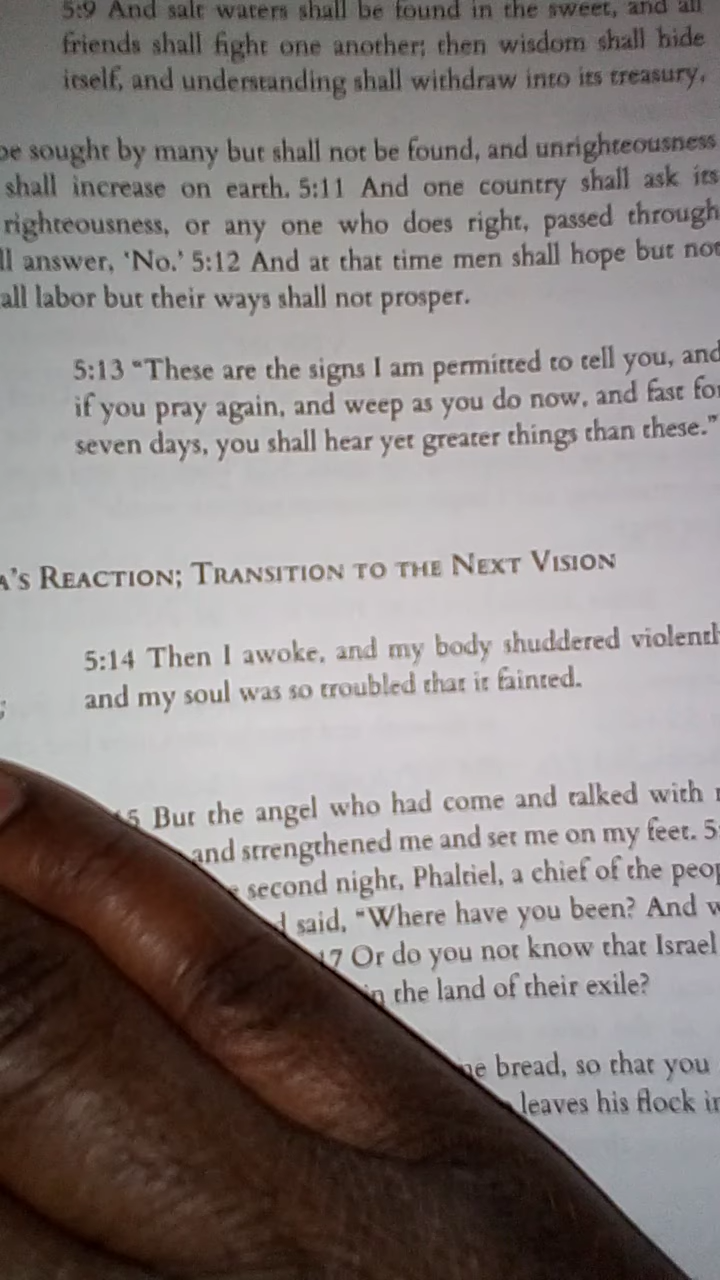 5:9 And salt waters shall be found in the sweet, and all
friends shall fight one another; then wisdom shall hide
itself, and understanding shall withdraw into its treasury,
be sought by many but shall not be found, and unrighteousness
shall increase on earth. 5:11 And one country shall ask its
righteousness, or any one who does right, passed through
answer, ‘No.’ 5:12 And at that time men shall hope but not
labor but their ways shall not prosper.
5:13 “These are the signs I am permitted to tell you, and
if you pray again, and weep as you do now, and fast for
seven days, you shall hear yet greater things than these.”
REACTION; TRANSITION TO THE NEXT VISION
5:14 Then I awoke, and my body shuddered
and my soul was so troubled that it fainted.
But the angel who had come and talked with
and strengthened me and set me on my feet.
second night, Phaltiel, a chief of the
said, “Where have you been? And
Or do you not know that Israel
in the land of their exile?
bread, so that you
leaves his flock